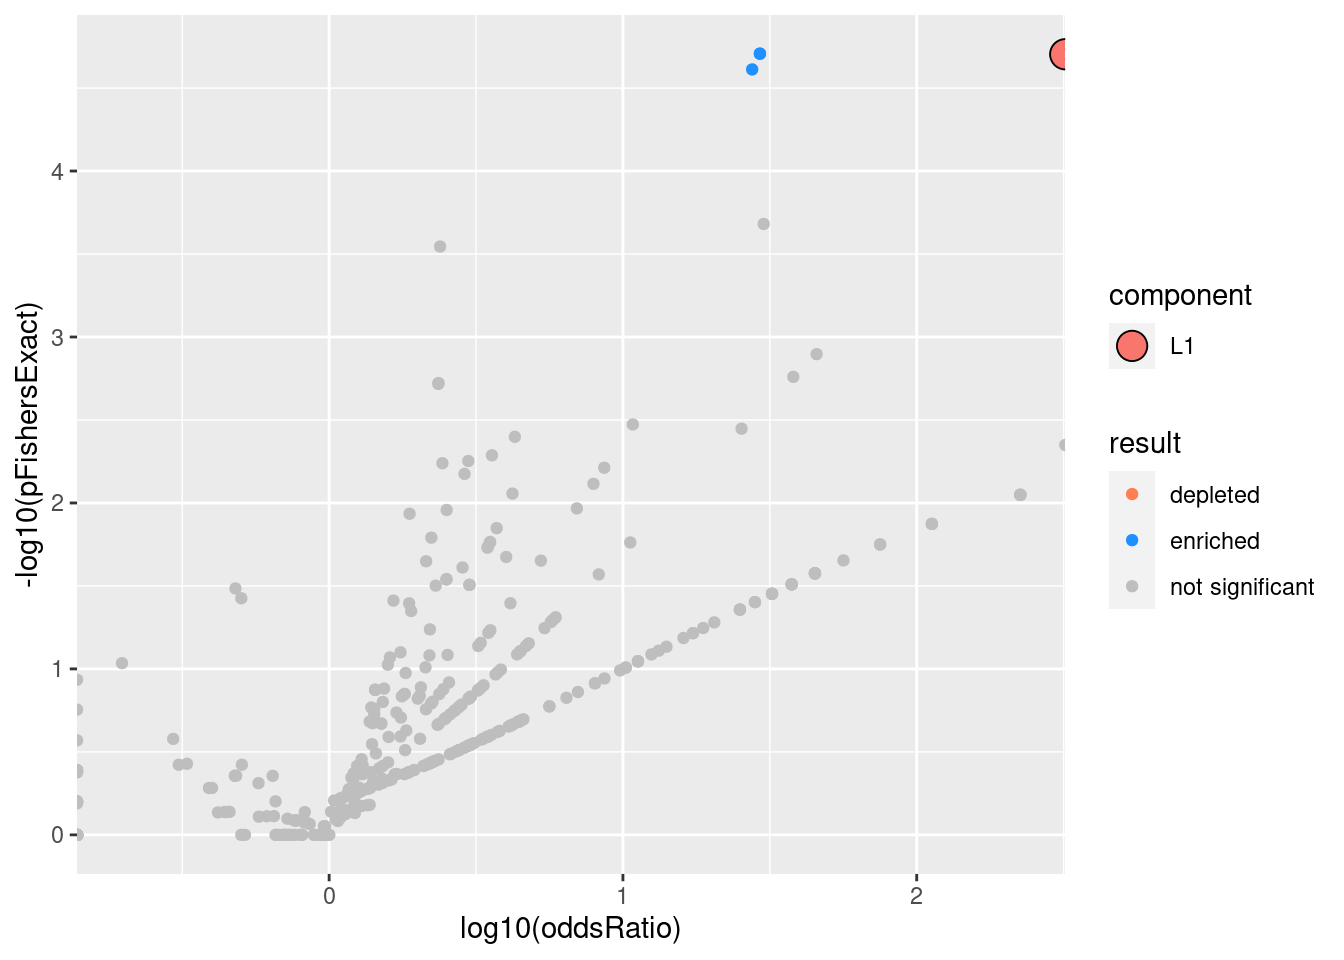 -log10(pFishersExact)
4
3
2
1
0
0
1
2
log10(oddsRatio)
component
L1
result
depleted
enriched
not significant